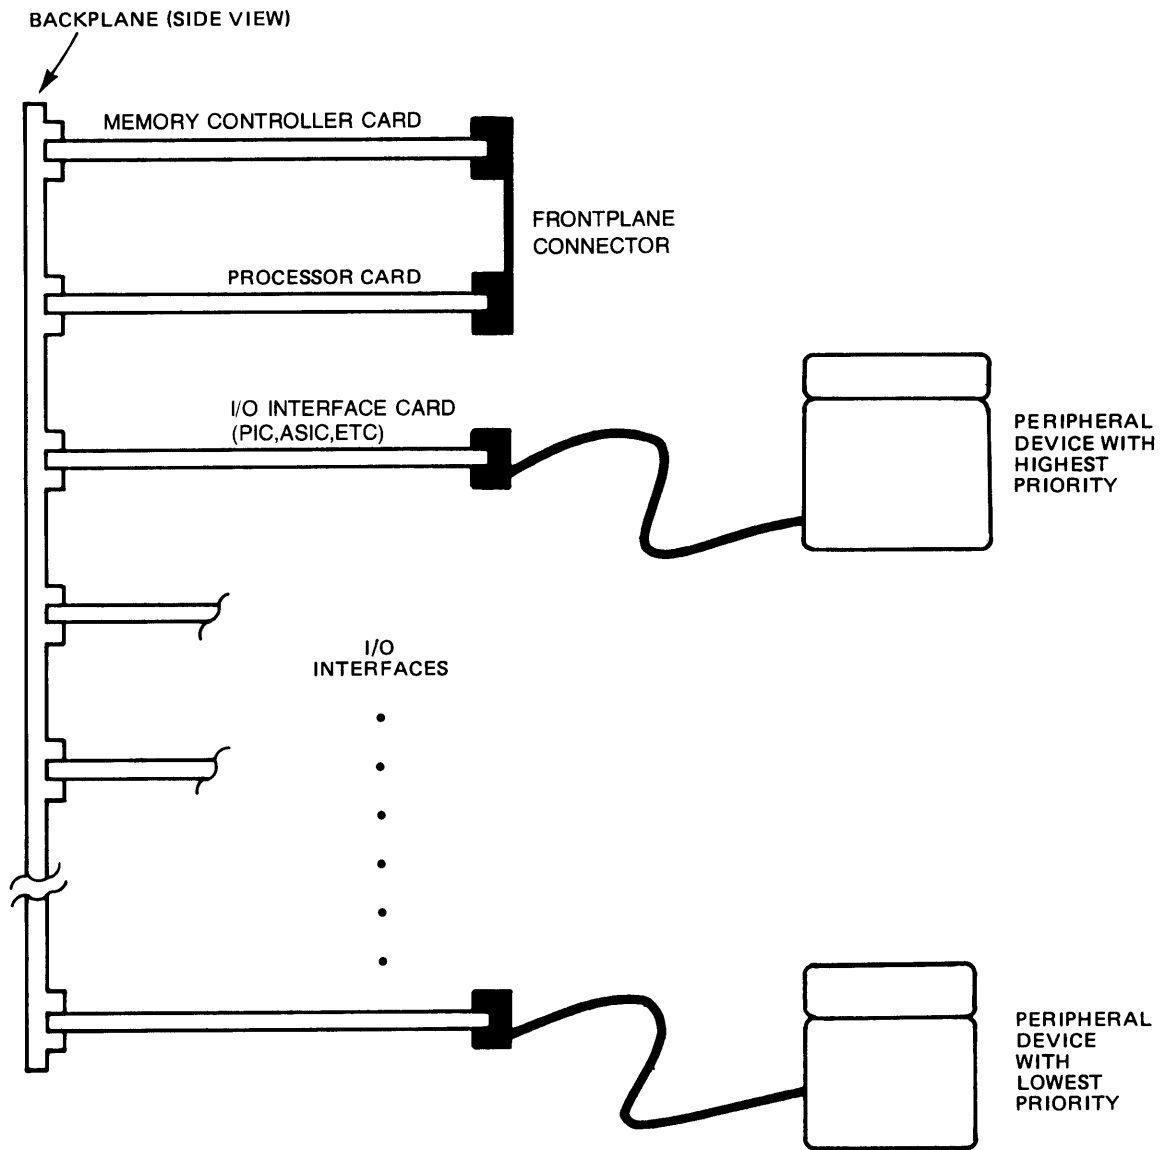 BACKPLANE (SIDE VIEW)
MEMORY CONTROLLER CARD
FRONTPLANE
CONNECTOR
PROCESSOR CARD
I/O INTERFACE CARD
(PIC,ASIC,ETC)
PERIPHERAL
DEVICE WITH
HIGHEST
PRIORITY
I/O
INTERFACES
PERIPHERAL
DEVICE
WITH
LOWEST
PRIORITY